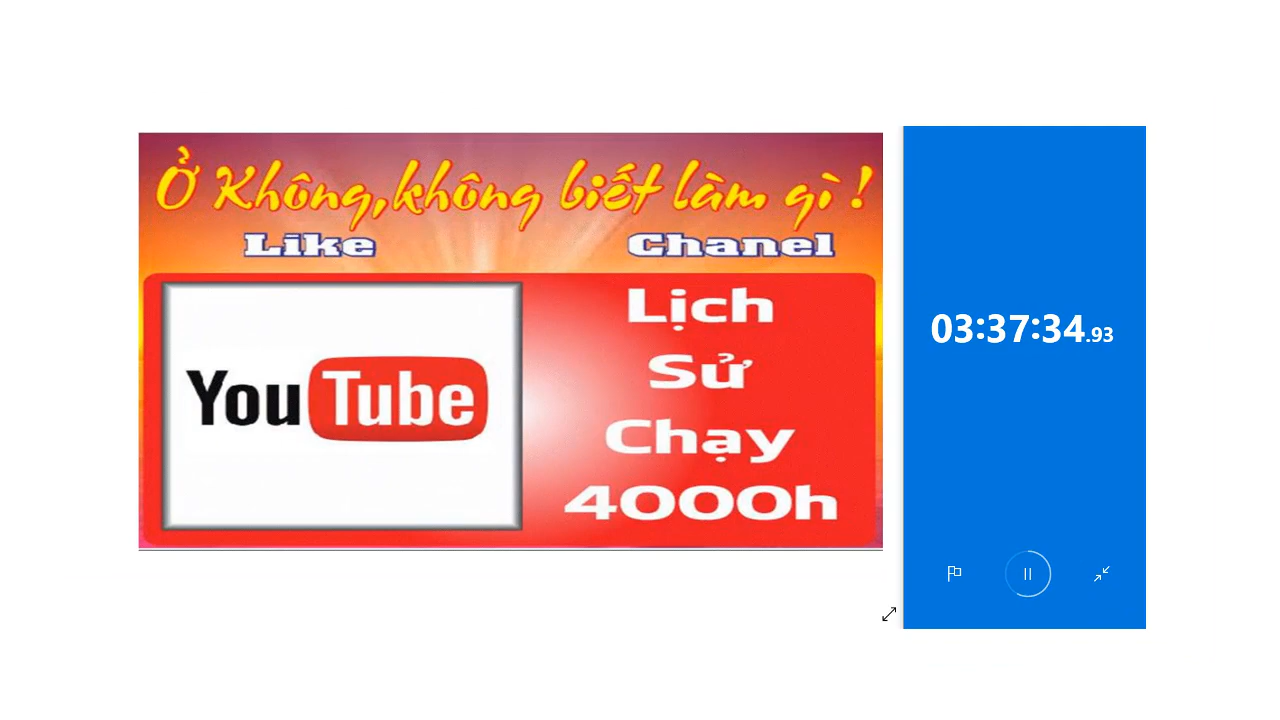 Ở Không,không biết làm gì !
Like Chanel
YouTube
Lịch
Sử
Chạy
4000h
03:37:34.93